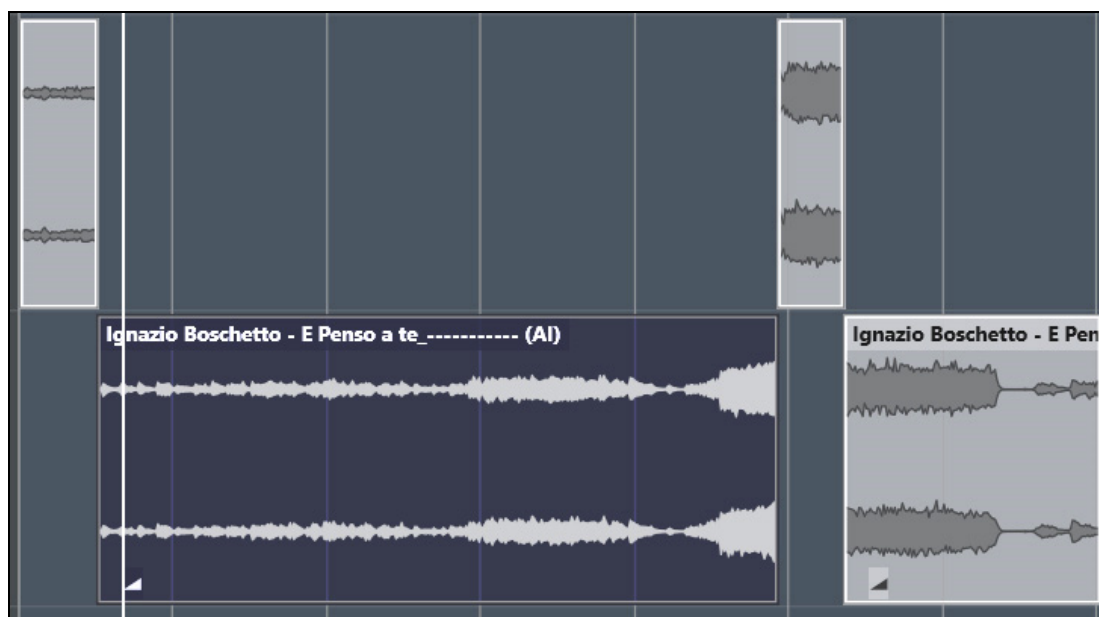 Ignazio Boschetto - E Penso a te_----------- (AI)
Ignazio Boschetto - E Pen